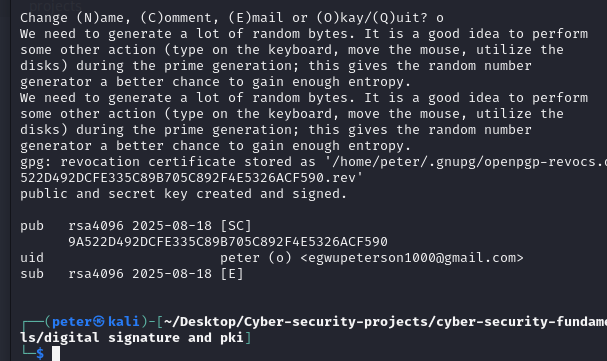 projects
Change (N)ame, (C)omment, (E)mail or (O)kay/(Q)uit? o
We need to generate a lot of random bytes. It is a good idea to perform
some other action (type on the keyboard, move the mouse, utilize the
disks) during the prime generation; this gives the random number
generator a better chance to gain enough entropy.
We need to generate a lot of random bytes. It is a good idea to perform
some other action (type on the keyboard, move the mouse, utilize the
disks) during the prime generation; this gives the random number
generator a better chance to gain enough entropy.
gpg: revocation certificate stored as '/home/peter/.gnupg/openpgp-revocs.
522D492DCFE335C89B705C892F4E5326ACF590.rev'
public and secret key created and signed.
pub rsa4096 2025-08-18 [SC]
9A522D492DCFE335C89B705C892F4E5326ACF590
uid peter (o) <egwupeterson1000@gmail.com>
sub rsa4096 2025-08-18 [E]
┌──(peter㉿kali)-[~/Desktop/Cyber-security-projects/cyber-security-fundame
ls/digital signature and pki]
└─$